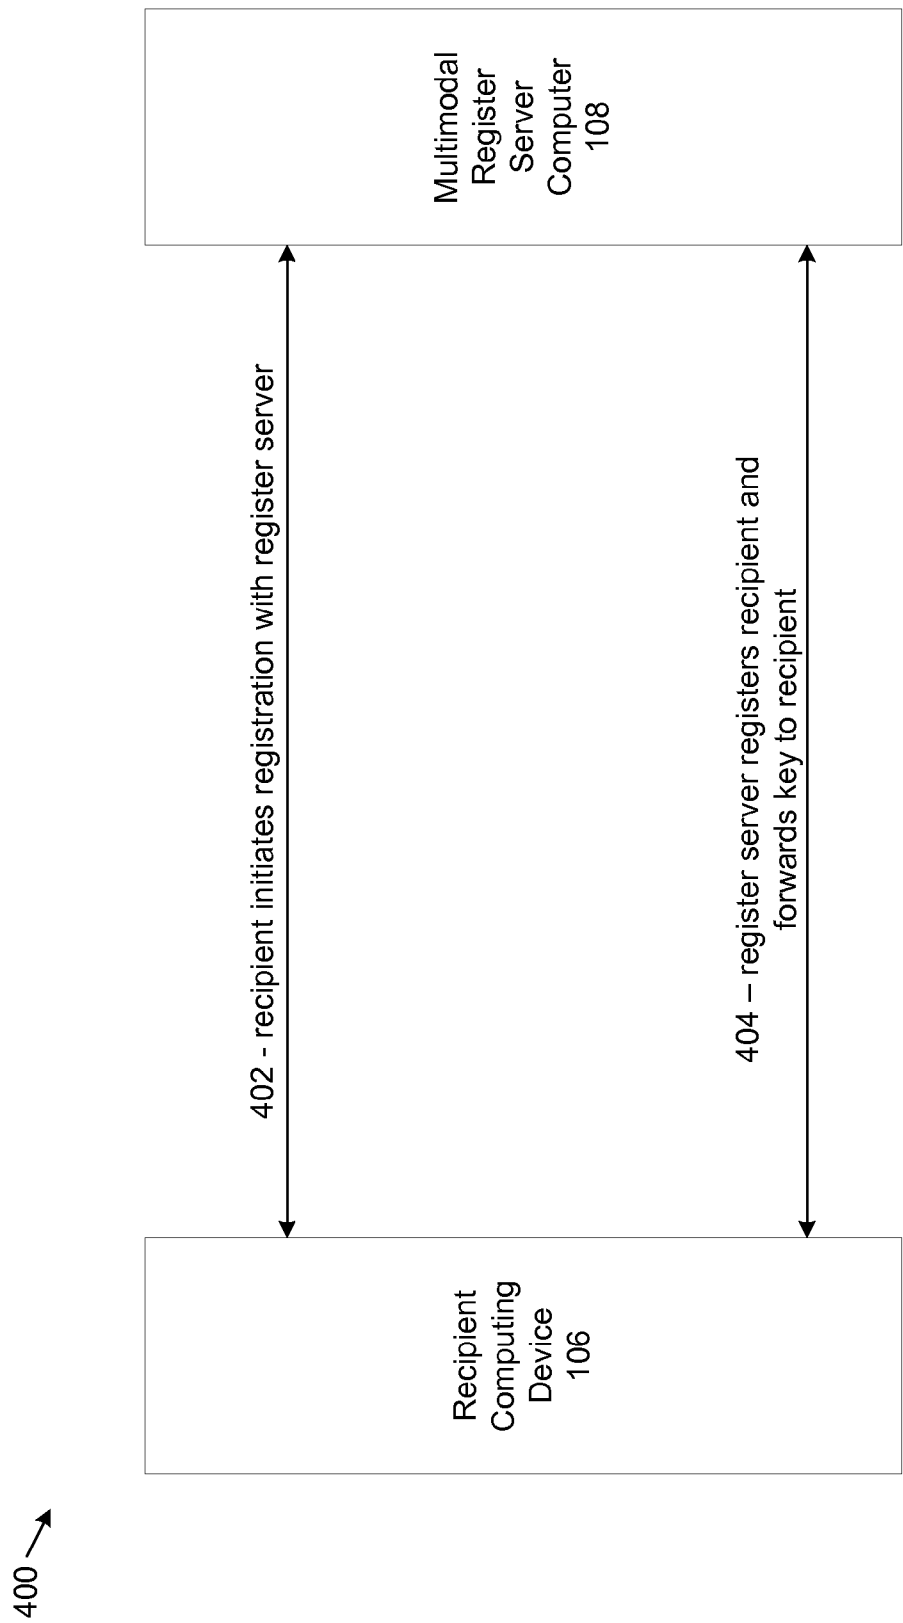 400
Recipient
Computing
Device
106
402 - recipient initiates registration with register server
404 – register server registers recipient and
forwards key to recipient
Multimodal
Register
Server
Computer
108